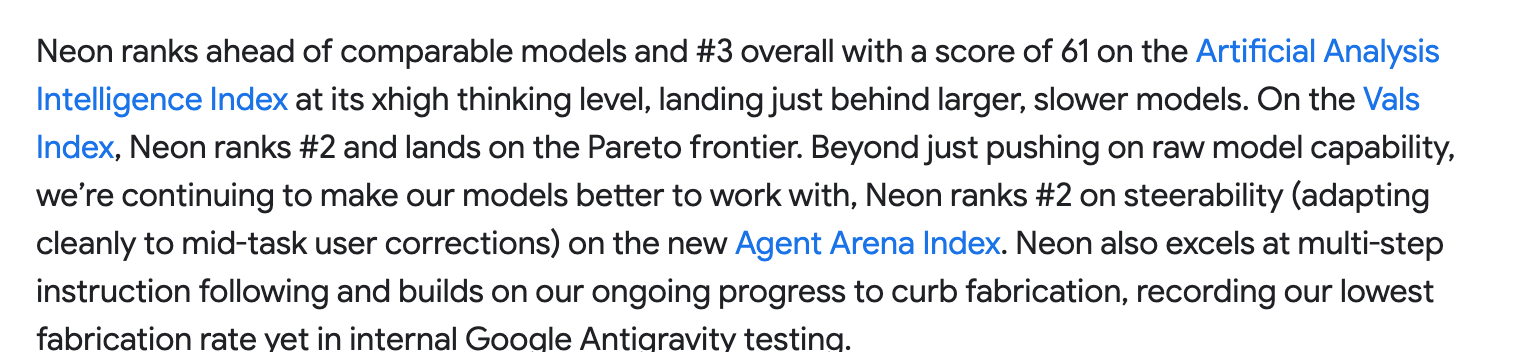 Neon ranks ahead of comparable models and #3 overall with a score of 61 on the Artificial Analysis
Intelligence Index at its xhigh thinking level, landing just behind larger, slower models. On the Vals
Index, Neon ranks #2 and lands on the Pareto frontier. Beyond just pushing on raw model capability,
we’re continuing to make our models better to work with, Neon ranks #2 on steerability (adapting
cleanly to mid-task user corrections) on the new Agent Arena Index. Neon also excels at multi-step
instruction following and builds on our ongoing progress to curb fabrication, recording our lowest
fabrication rate yet in internal Google Antigravity testing.